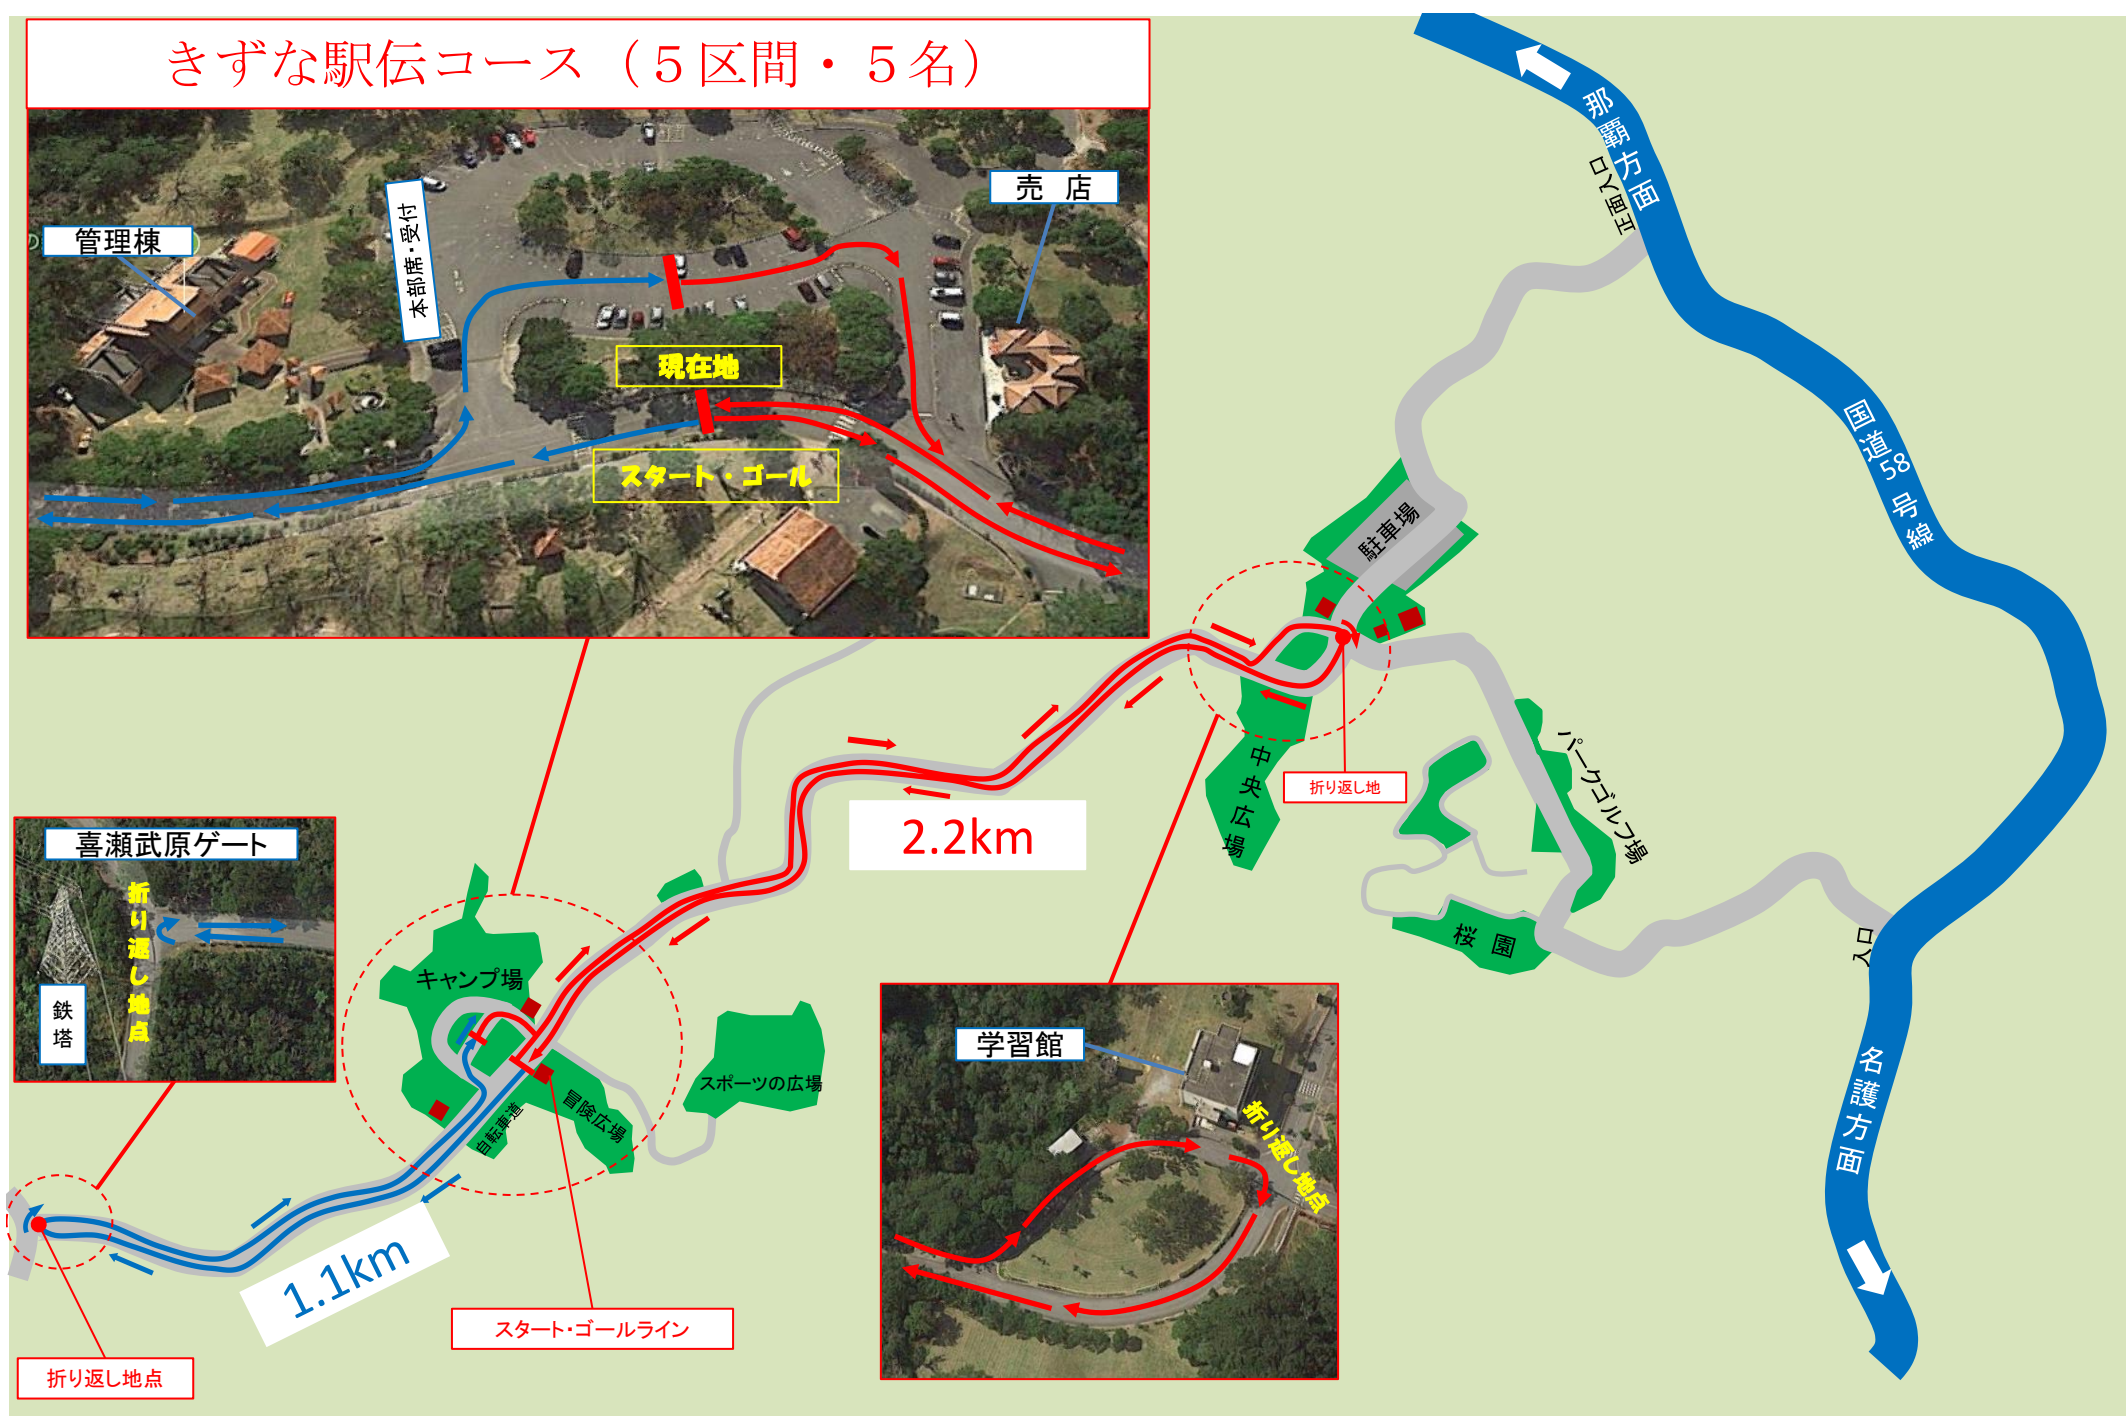 きずな駅伝コース（５区間・５名）
管理棟
本部席・受付
売　店
現在地
スタート・ゴール
那覇方面
正面入口
国道58号線
駐車場
中央広場
折り返し地
パークゴルフ場
2.2km
喜瀬武原ゲート
折り返し地点
鉄塔
キャンプ場
桜園
入口
スポーツの広場
冒険広場
自転車道
学習館
折り返し地点
名護方面
1.1km
スタート・ゴールライン
折り返し地点